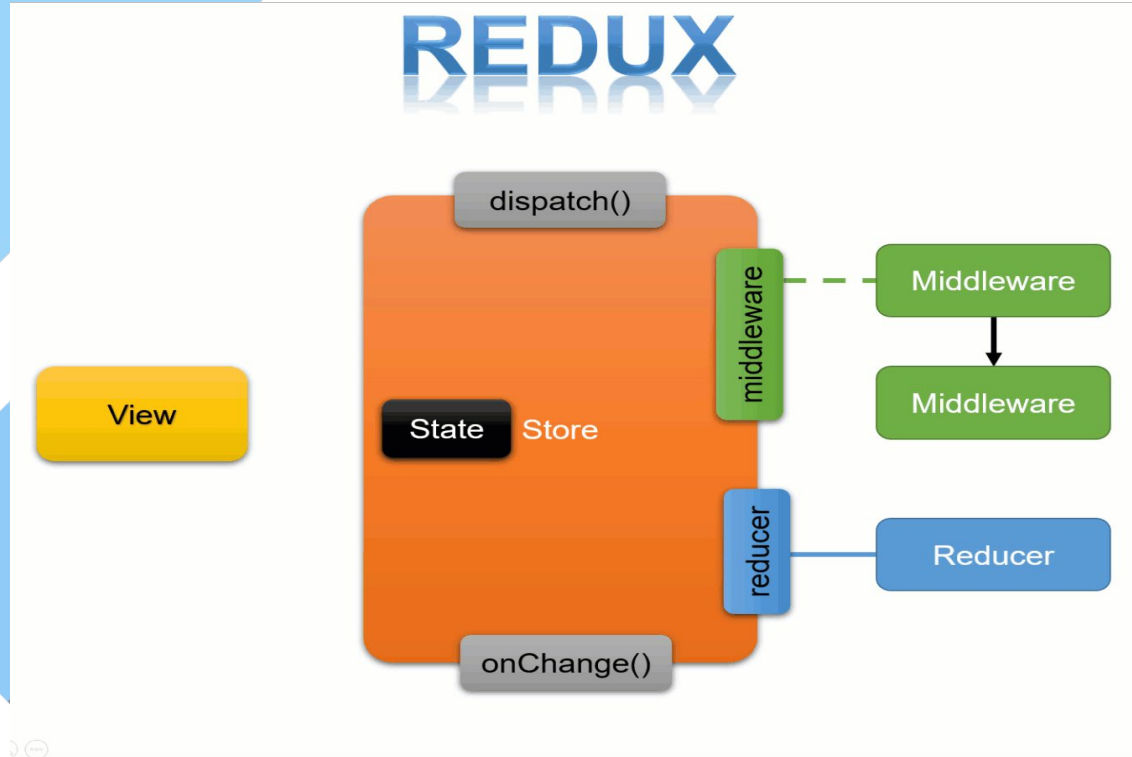 REDUX
dispatch()
middleware
Middleware
Middleware
View
State Store
reducer
Reducer
onChange()